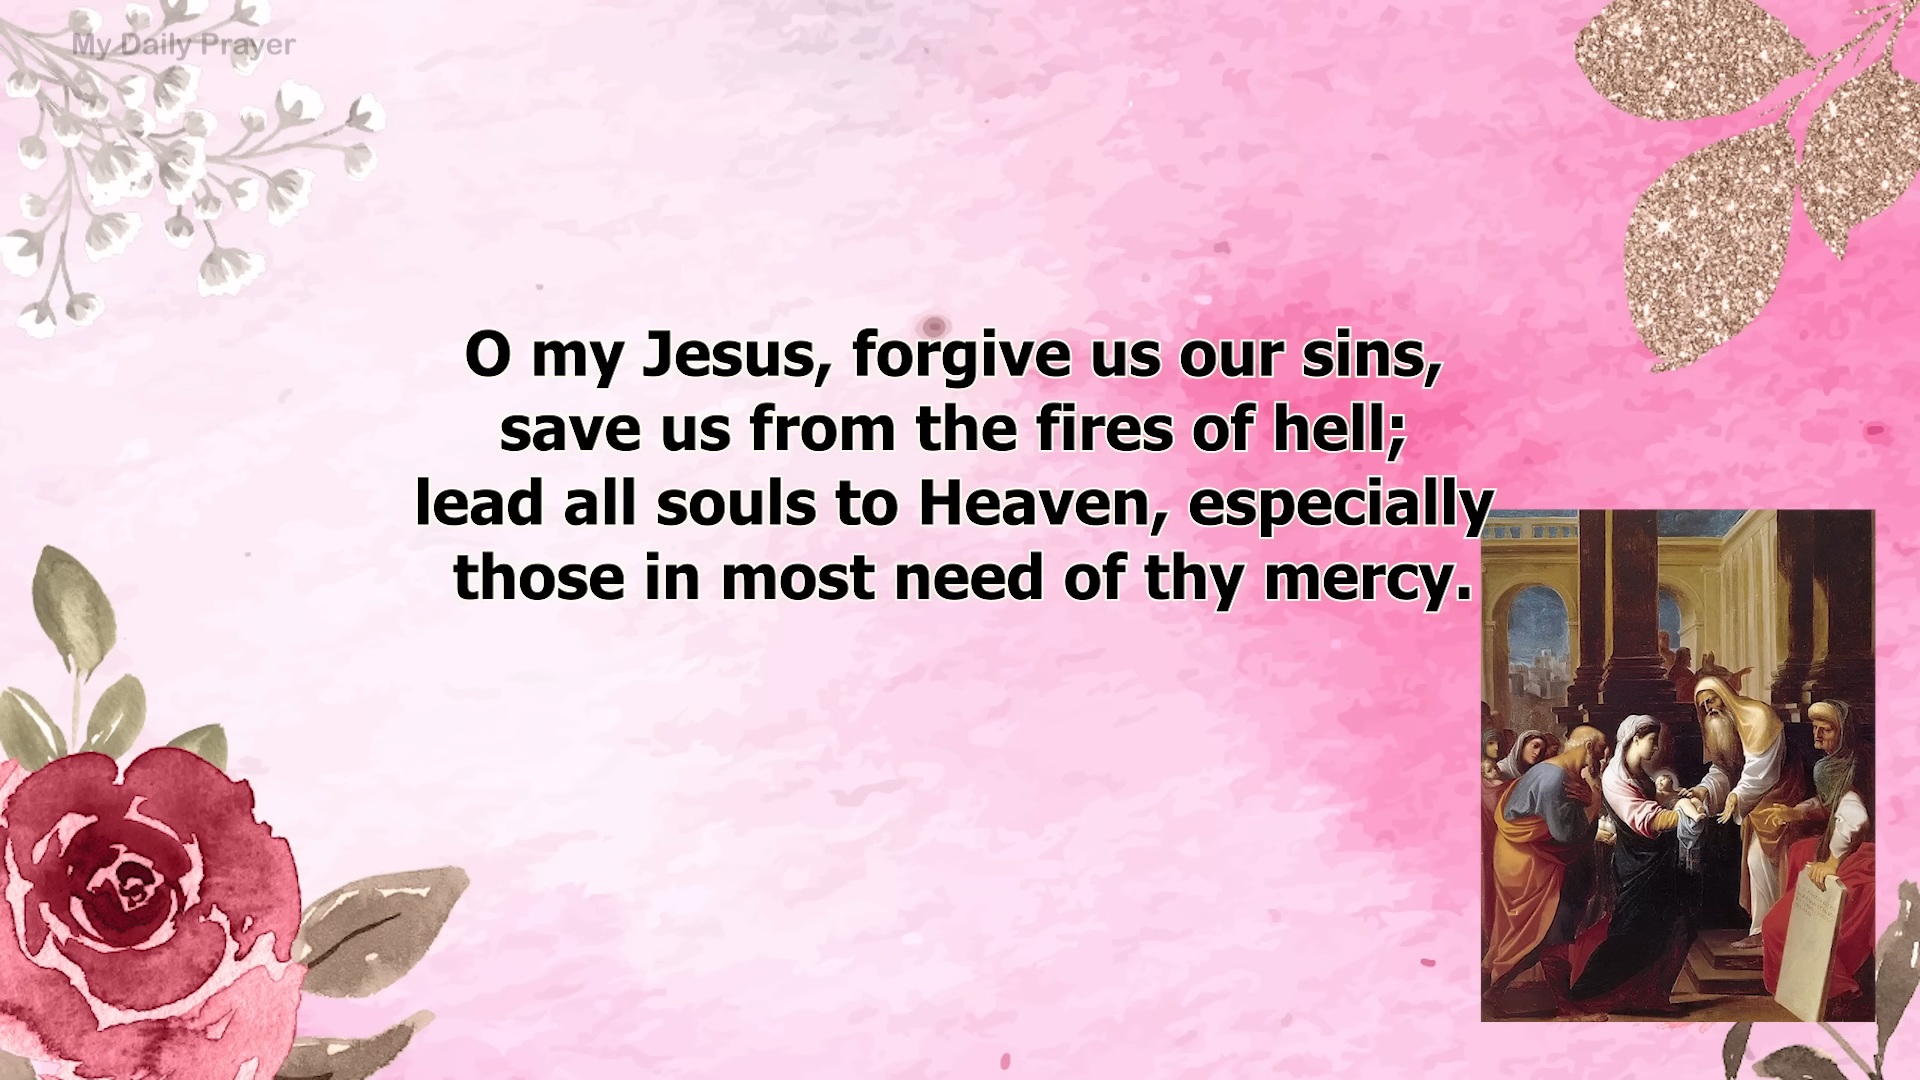 My Daily Prayer
O my Jesus, forgive us our sins,
save us from the fires of hell;
lead all souls to Heaven, especially
those in most need of thy mercy.